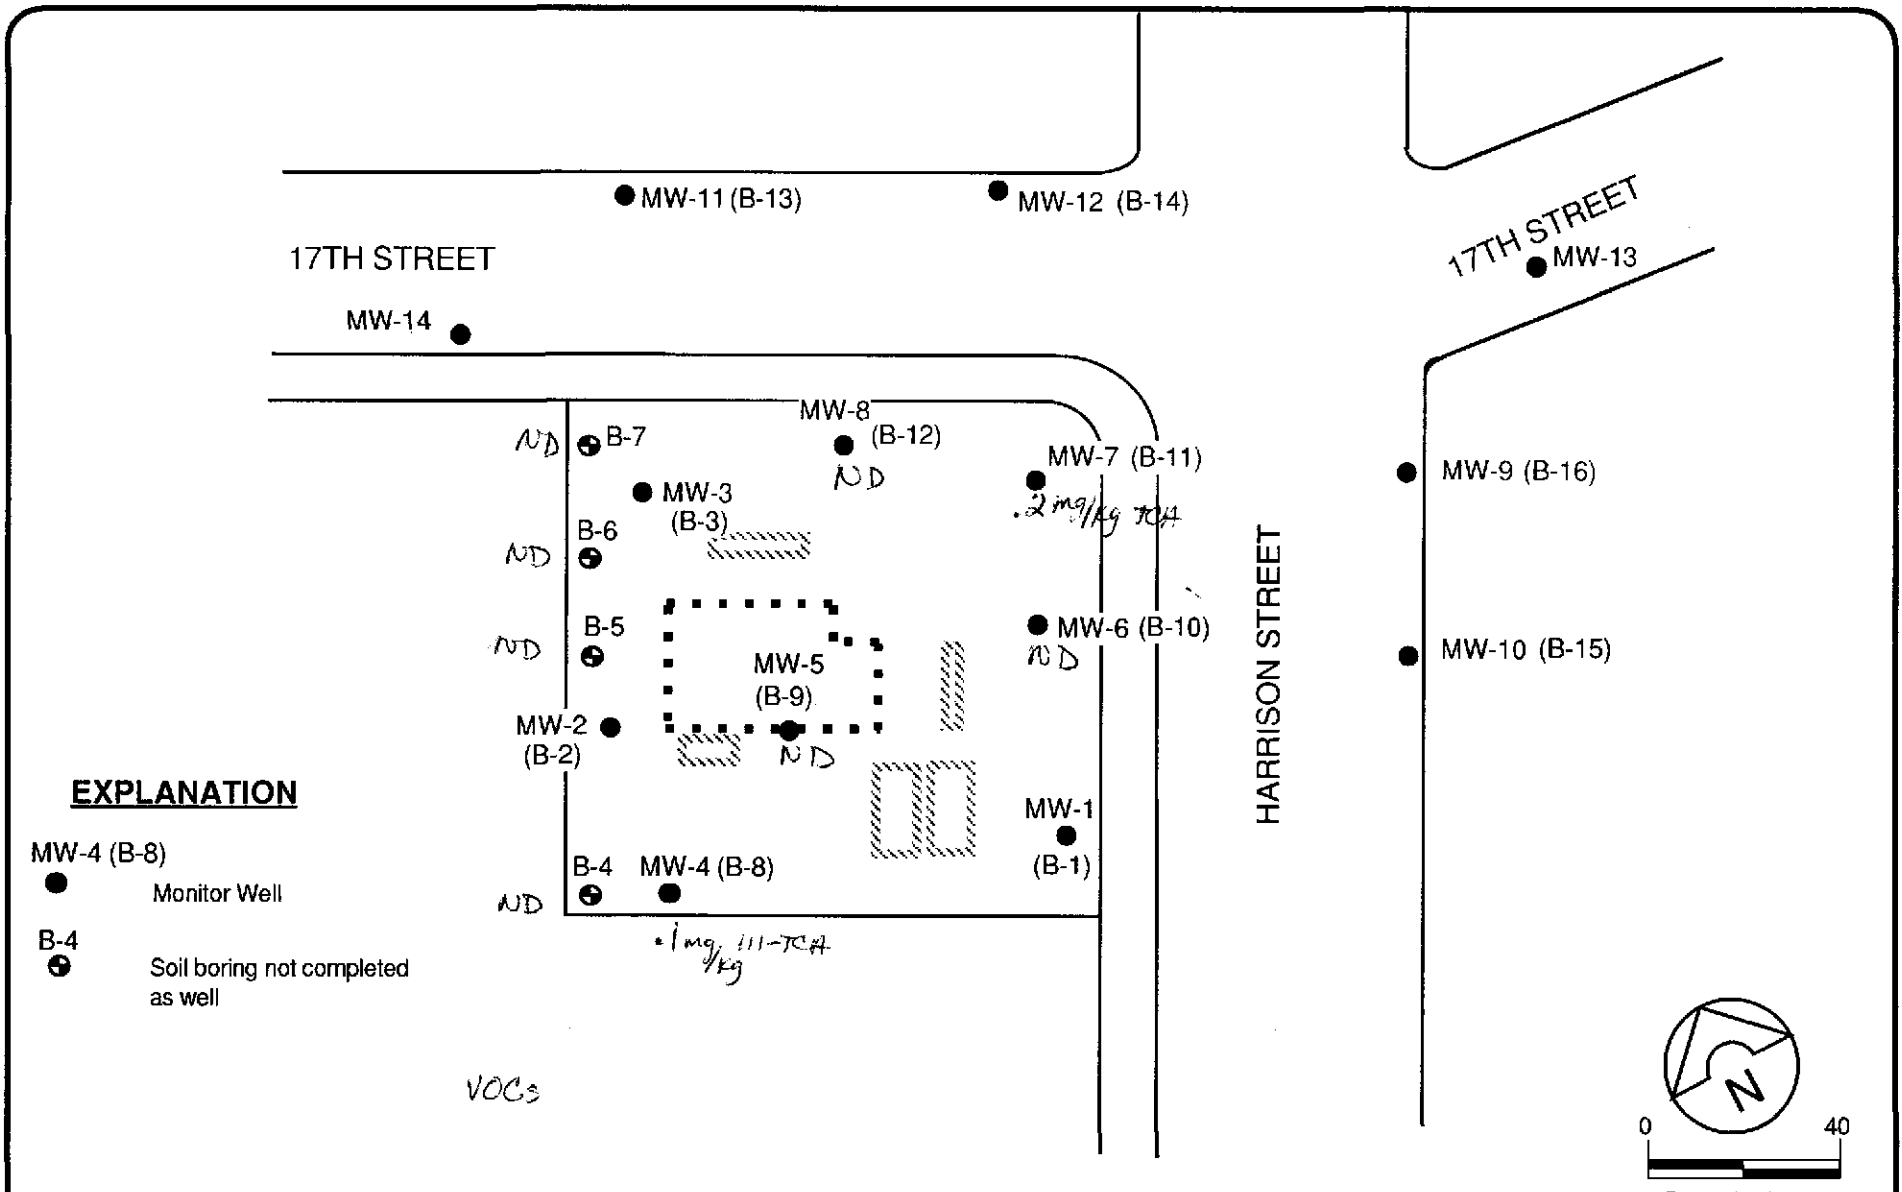 MW-11 (B-13)
MW-12 (B-14)
17TH STREET
17TH STREET
MW-13
MW-14
MW-8
(B-12)
ND
ND
B-7
MW-7 (B-11)
.2 mg/kg TCA
MW-9 (B-16)
MW-3
(B-3)
B-6
ND
HARRISON STREET
B-5
ND
MW-6 (B-10)
ND
MW-10 (B-15)
MW-5
(B-9)
ND
MW-2
(B-2)
EXPLANATION
MW-4 (B-8)
Monitor Well
B-4
Soil boring not completed
as well
MW-1
(B-1)
B-4
ND
MW-4 (B-8)
.1 mg/kg 111-TCA
VOCs
N
0 40